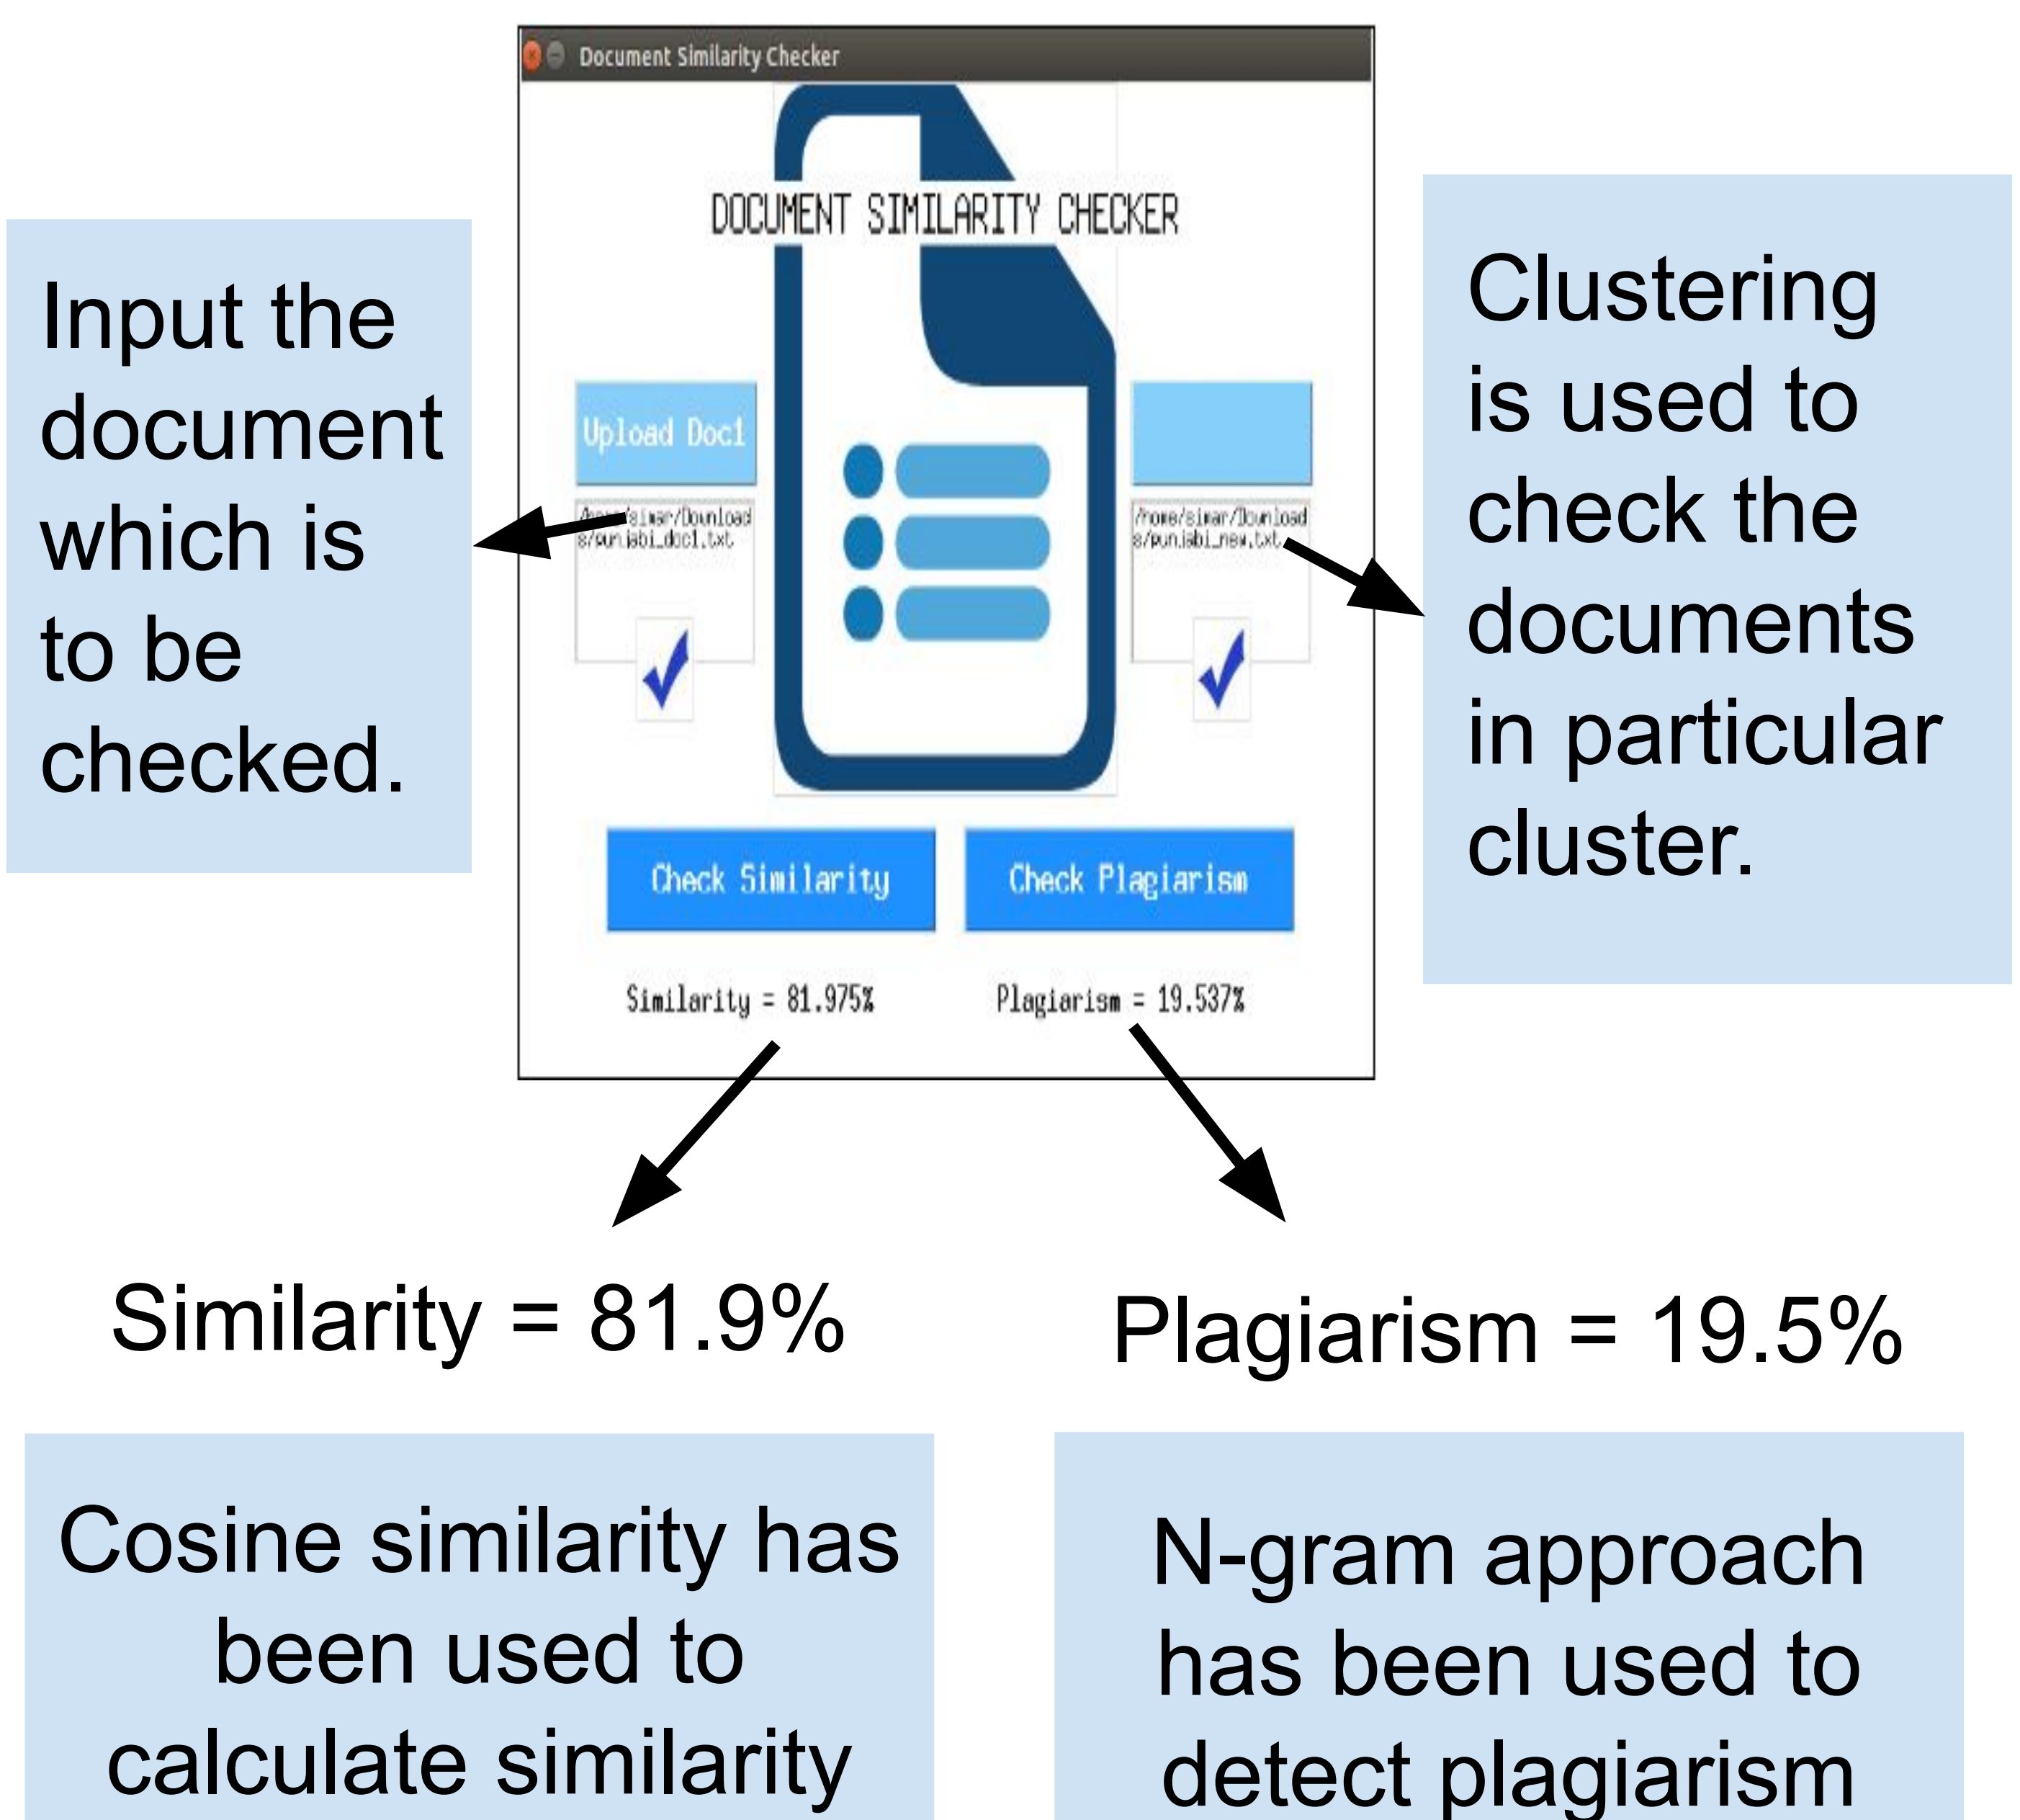 Document Similarity Checker
DOCUMENT SIMILARITY CHECKER
Input the
document
which is
to be
checked.
Upload Doc1
/home/simar/Download
s/punjabi_doc1.txt
/home/simar/Download
s/punjabi_new.txt
Clustering
is used to
check the
documents
in particular
cluster.
Check Similarity
Check Plagiarism
Similarity = 81.975%
Plagiarism = 19.537%
Similarity = 81.9%
Plagiarism = 19.5%
Cosine similarity has
been used to
calculate similarity
N-gram approach
has been used to
detect plagiarism